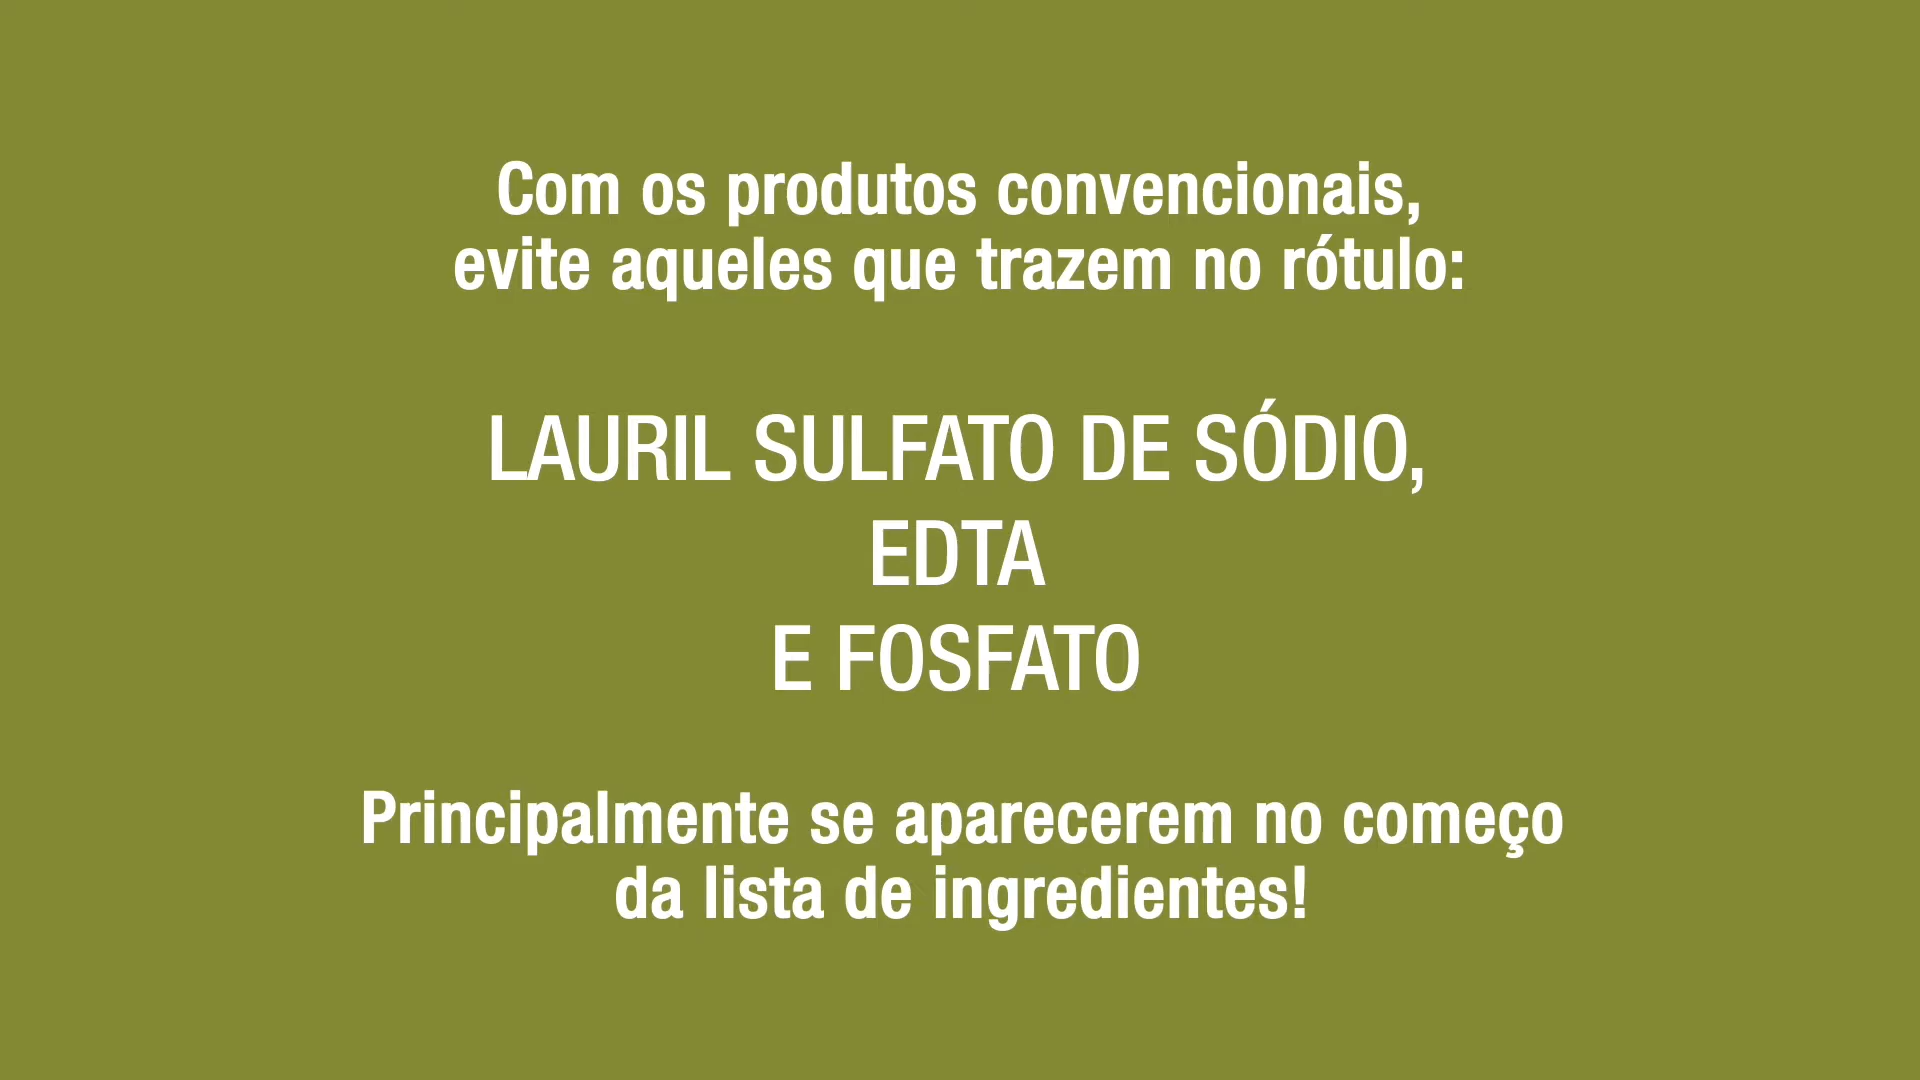 Com os produtos convencionais,
evite aqueles que trazem no rótulo:
LAURIL SULFATO DE SÓDIO,
EDTA
E FOSFATO
Principalmente se aparecerem no começo
da lista de ingredientes!